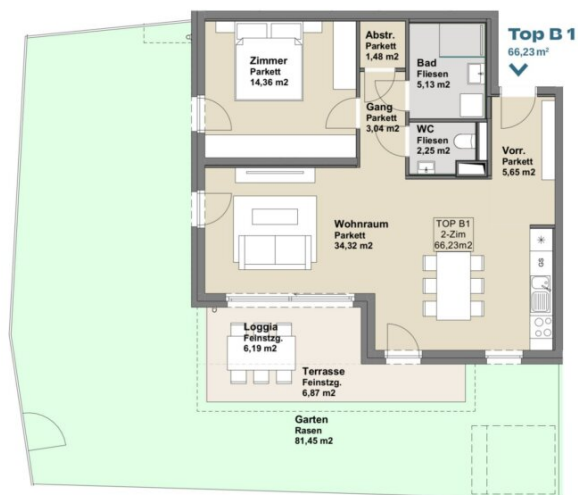 Top B 1
66,23 m²
Zimmer
Parkett
14,36 m2
Abstr.
Parkett
1,48 m2
Bad
Fliesen
5,13 m2
Gang
Parkett
3,04 m2
WC
Fliesen
2,25 m2
Vorr.
Parkett
5,65 m2
Wohnraum
Parkett
34,32 m2
TOP B1
2-Zim
66,23m2
GS
Loggia
Feinstzg.
6,19 m2
Terrasse
Feinstzg.
6,87 m2
Garten
Rasen
81,45 m2